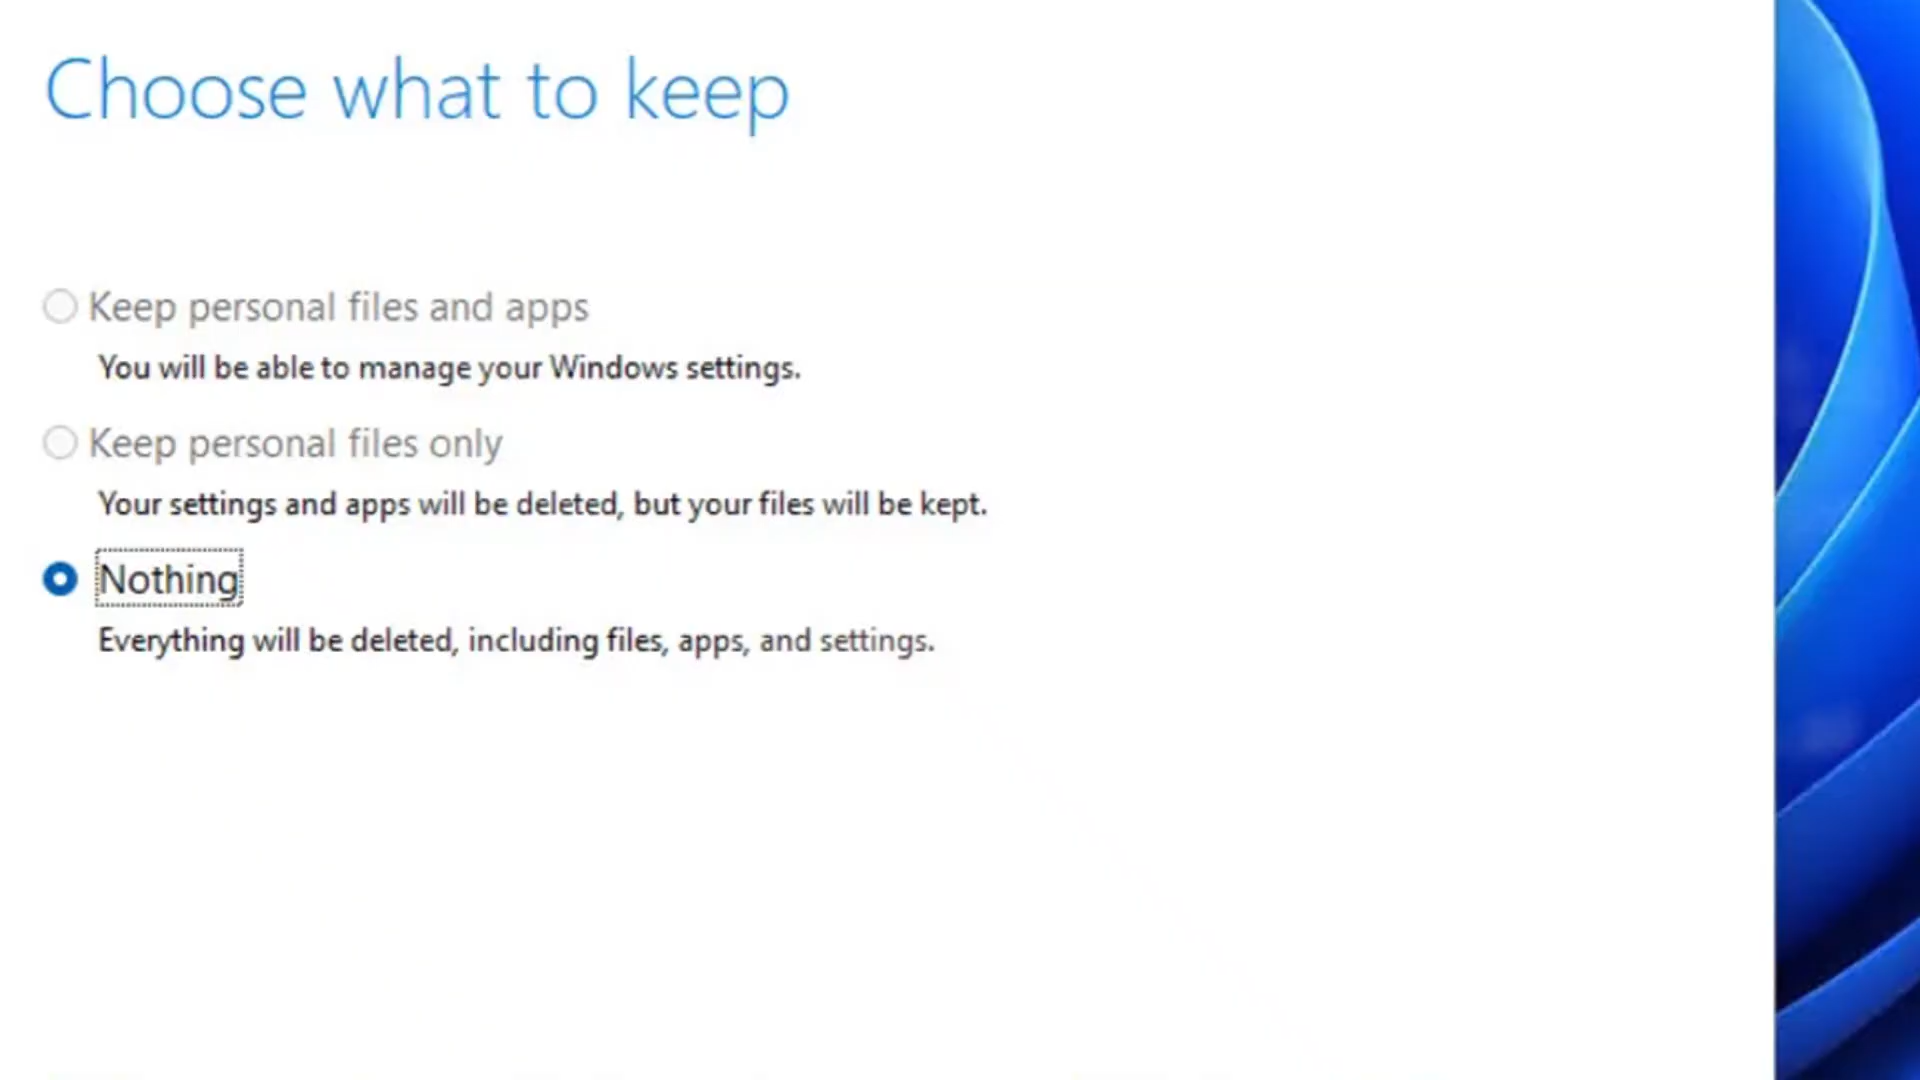 Choose what to keep
Keep personal files and apps
You will be able to manage your Windows settings.
Keep personal files only
Your settings and apps will be deleted, but your files will be kept.
Nothing
Everything will be deleted, including files, apps, and settings.